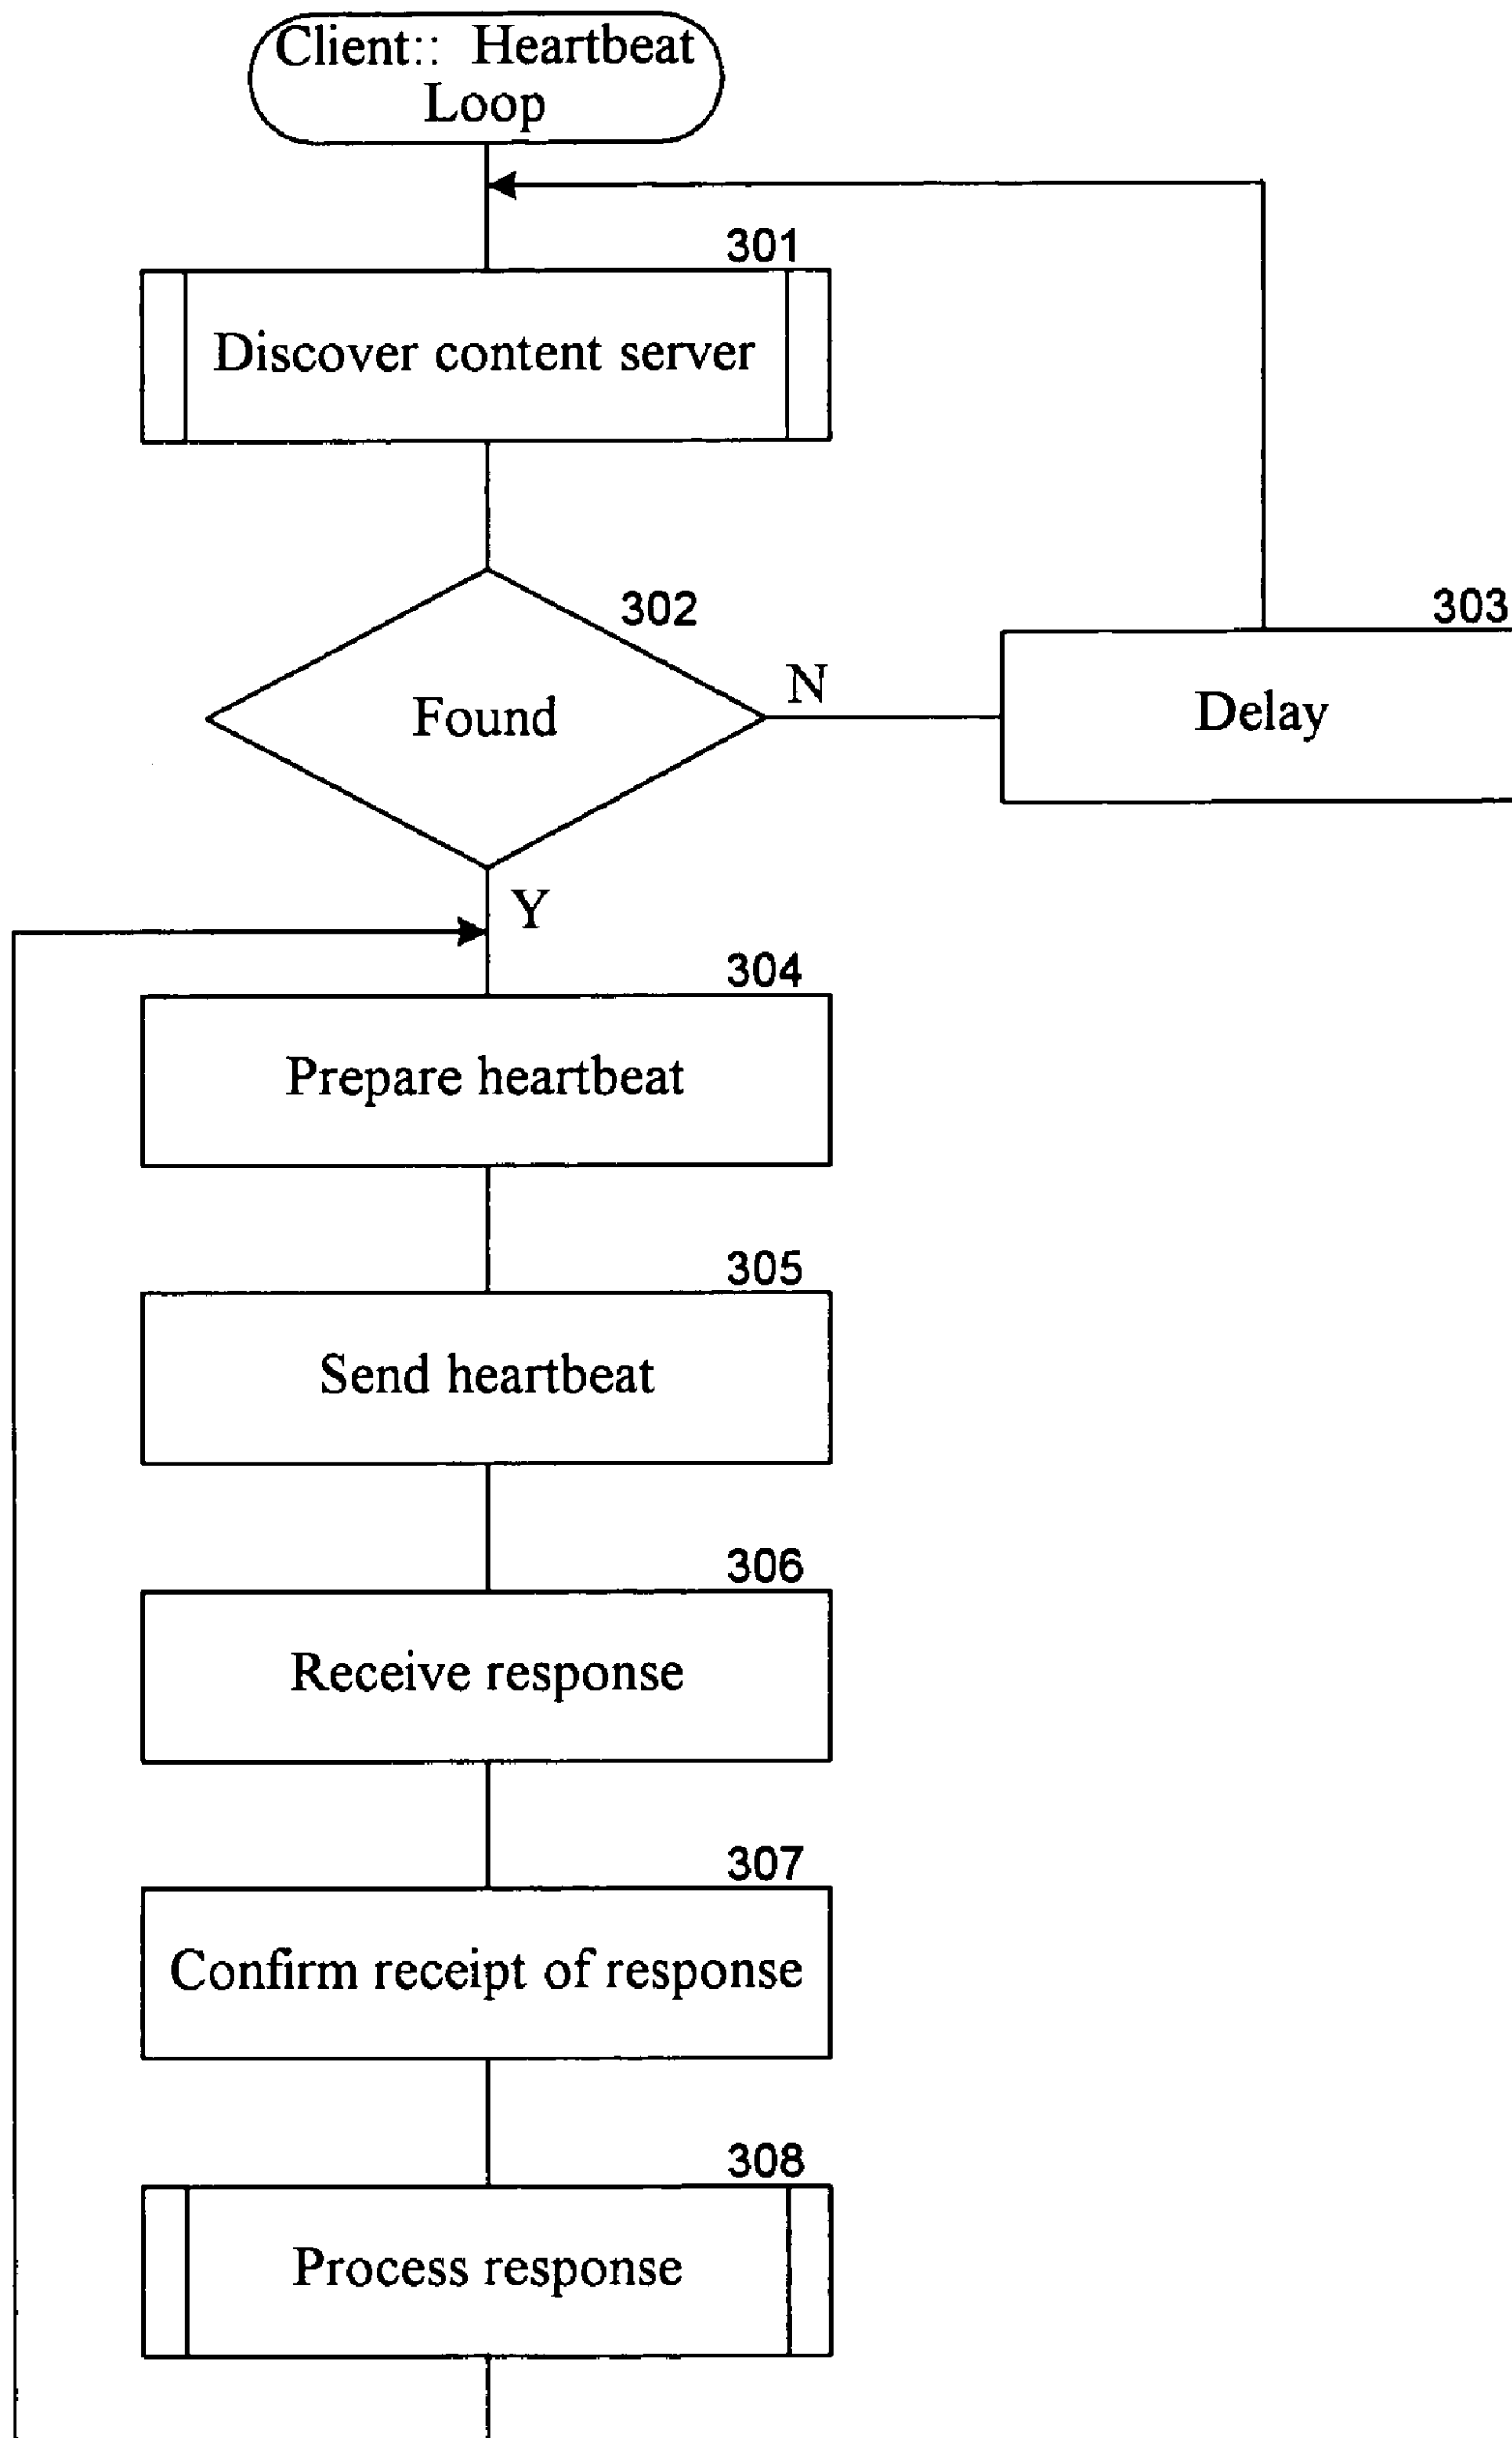 Client:: Heartbeat
Loop
301
Discover content server
302
Found
N
303
Delay
Y
304
Prepare heartbeat
305
Send heartbeat
306
Receive response
307
Confirm receipt of response
308
Process response